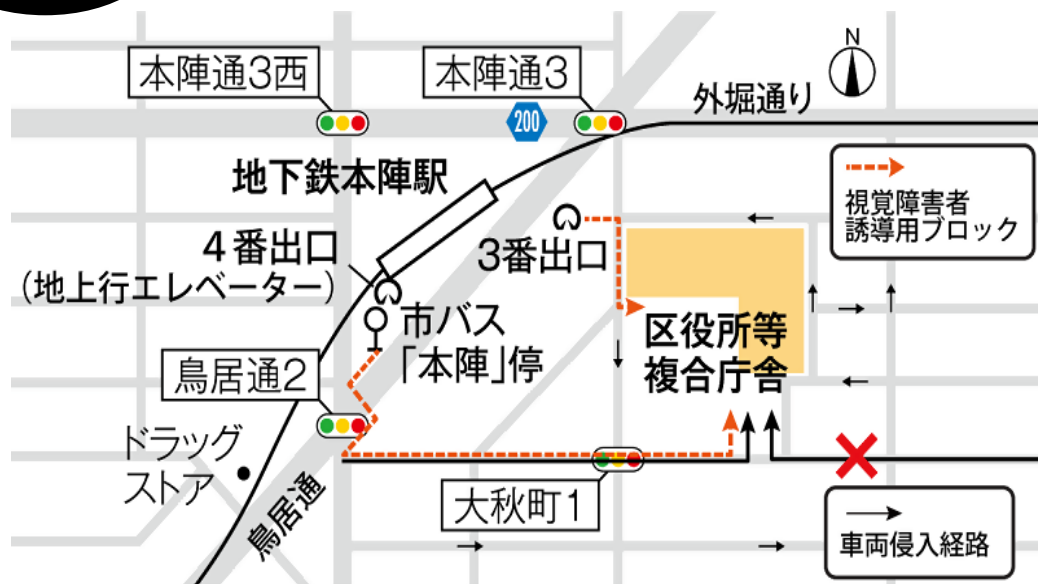 本陣通3西
本陣通3
N
200
外堀通り
地下鉄本陣駅
視覚障害者
誘導用ブロック
4番出口
(地上行エレベーター)
3番出口
市バス
「本陣」停
区役所等
複合庁舎
鳥居通2
ドラッグ
ストア
鳥居通
大秋町1
車両侵入経路